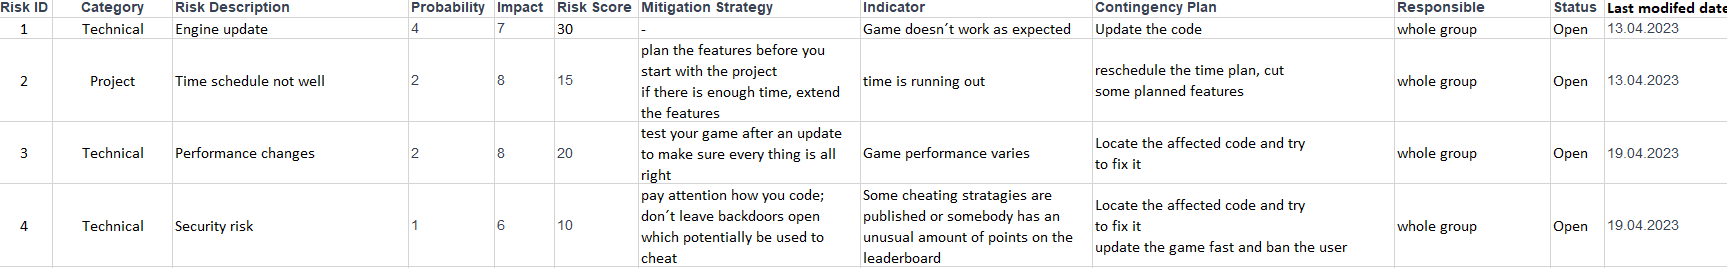 Risk ID Category Risk Description Probability Impact Risk Score Mitigation Strategy Indicator Contingency Plan Responsible Status Last modifed date
1 Technical Engine update 4 7 30 - Game doesn´t work as expected Update the code whole group Open 13.04.2023
2 Project Time schedule not well 2 8 15
plan the features before you
start with the project
if there is enough time, extend
the features
time is running out
reschedule the time plan, cut
some planned features
whole group Open 13.04.2023
3 Technical Performance changes 2 8 20
test your game after an update
to make sure every thing is all
right
Game performance varies
Locate the affected code and try
to fix it
whole group Open 19.04.2023
4 Technical Security risk 1 6 10
pay attention how you code;
don´t leave backdoors open
which potentially be used to
cheat
Some cheating stratagies are
published or somebody has an
unusual amount of points on the
leaderboard
Locate the affected code and try
to fix it
update the game fast and ban the user
whole group Open 19.04.2023